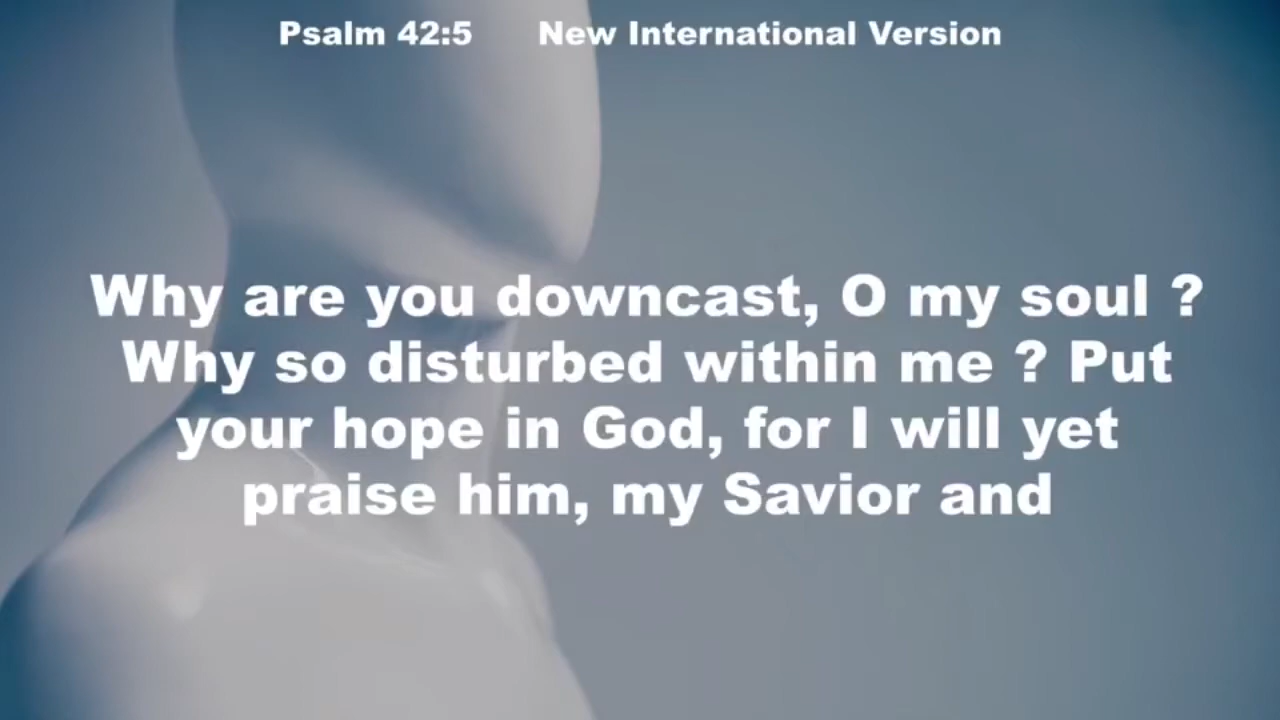 Psalm 42:5 New International Version
Why are you downcast, O my soul ?
Why so disturbed within me ? Put
your hope in God, for I will yet
praise him, my Savior and